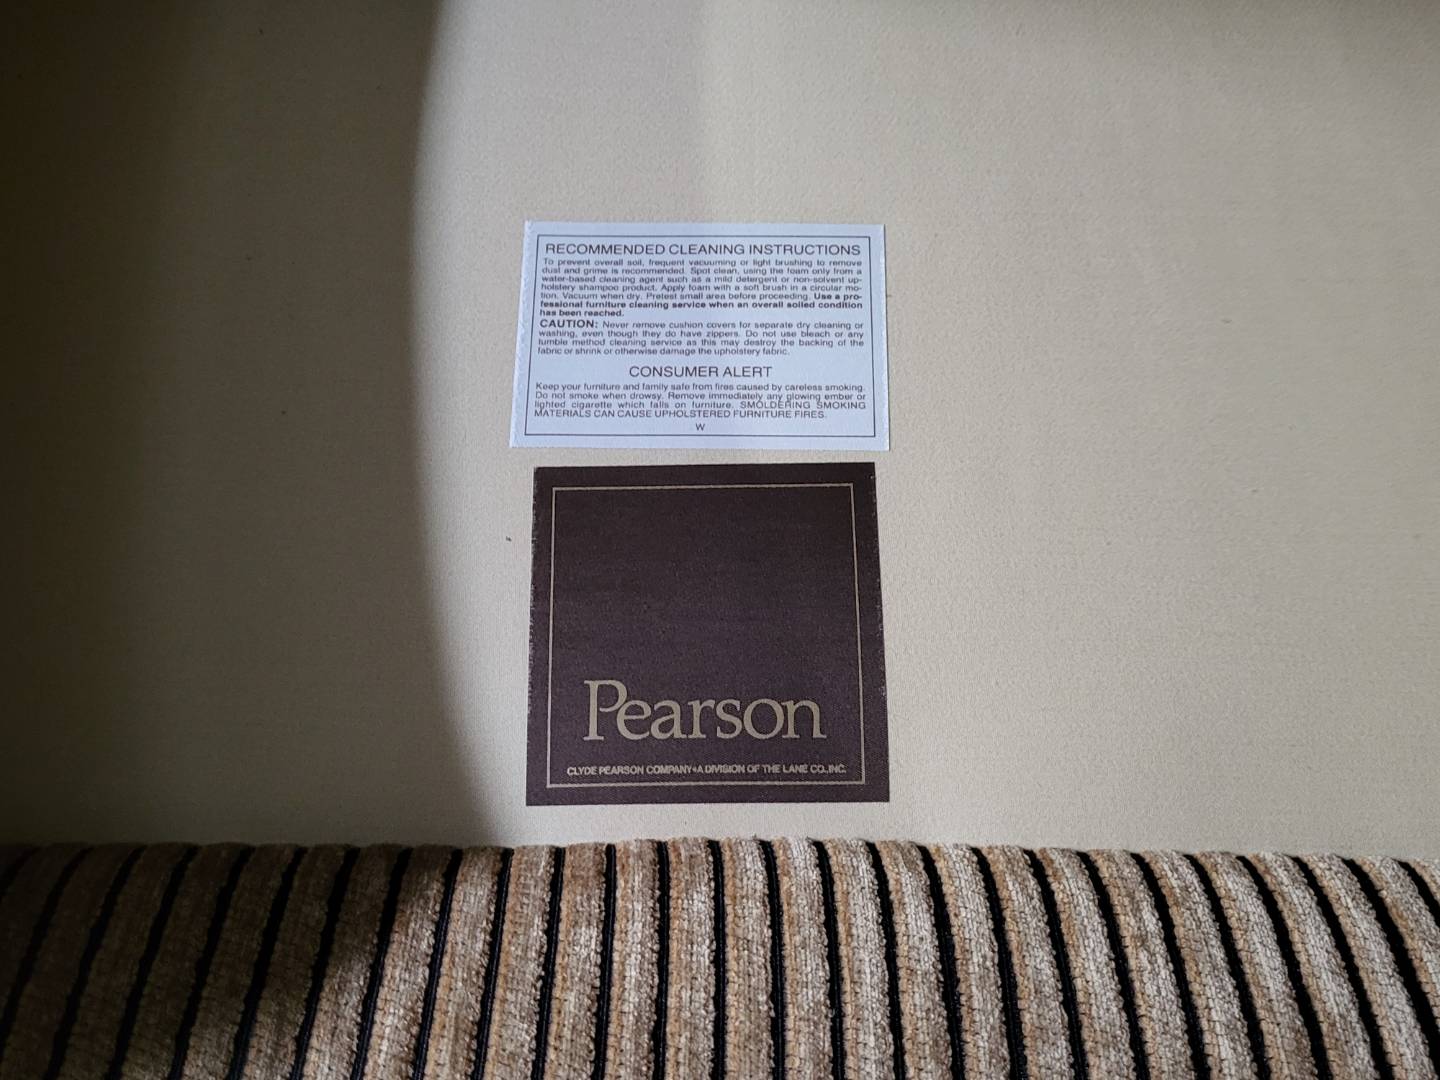 RECOMMENDED CLEANING INSTRUCTIONS
To prevent overall soil, frequent vacuuming or light brushing to remove
dust and grime is recommended. Spot clean, using the foam only from a
water-based cleaning agent such as a mild detergent or non-solvent up-
holstery shampoo product. Apply foam with a soft brush in a circular mo-
tion. Vacuum when dry. Pretest small area before proceeding. Use a pro-
fessional furniture cleaning service when an overall soiled condition
has been reached.
CAUTION: Never remove cushion covers for separate dry cleaning or
washing, even though they do have zippers. Do not use bleach or any
tumble method cleaning service as this may destroy the backing of the
fabric or shrink or otherwise damage the upholstery fabric.
CONSUMER ALERT
Keep your furniture and family safe from fires caused by careless smoking.
Do not smoke when drowsy. Remove immediately any glowing ember or
lighted cigarette which falls on furniture. SMOLDERING SMOKING
MATERIALS CAN CAUSE UPHOLSTERED FURNITURE FIRES.
W
Pearson
CLYDE PEARSON COMPANY•A DIVISION OF THE LANE CO., INC.